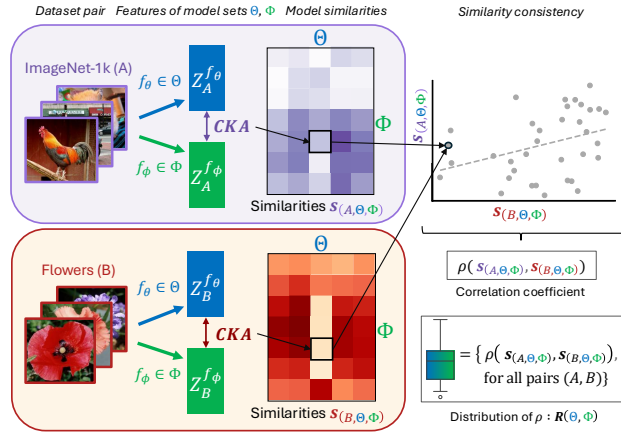 Dataset pair
Features of model sets Θ, Φ
Model similarities
Similarity consistency
ImageNet-1k (A)
f_θ ∈ Θ
f_ϕ ∈ Φ
Z_A^{f_θ}
Z_A^{f_ϕ}
CKA
Θ
Φ
Similarities s_(A,Θ,Φ)
Flowers (B)
f_θ ∈ Θ
f_ϕ ∈ Φ
Z_B^{f_θ}
Z_B^{f_ϕ}
CKA
Θ
Φ
Similarities s_(B,Θ,Φ)
s_(A,Θ,Φ)
s_(B,Θ,Φ)
ρ( s_(A,Θ,Φ), s_(B,Θ,Φ))
Correlation coefficient
= { ρ( s_(A,Θ,Φ), s_(B,Θ,Φ)),
for all pairs (A, B)}
Distribution of ρ : R(Θ, Φ)